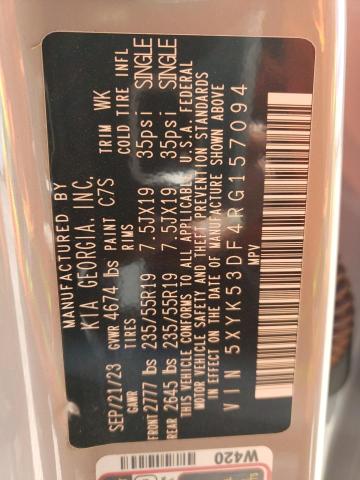 MANUFACTURED BY
KIA GEORGIA, INC.
SEP/21/23 GVWR 4674 lbs PAINT C7S TRIM WK
GAWR TIRES RIMS COLD TIRE INFL
FRONT 2777 lbs 235/55R19 7.5JX19 35psi SINGLE
REAR 2645 lbs 235/55R19 7.5JX19 35psi SINGLE
THIS VEHICLE CONFORMS TO ALL APPLICABLE U.S.A. FEDERAL
MOTOR VEHICLE SAFETY AND THEFT PREVENTION STANDARDS
IN EFFECT ON THE DATE OF MANUFACTURE SHOWN ABOVE
VIN 5XYK53DF4RG157094
MPV
W420